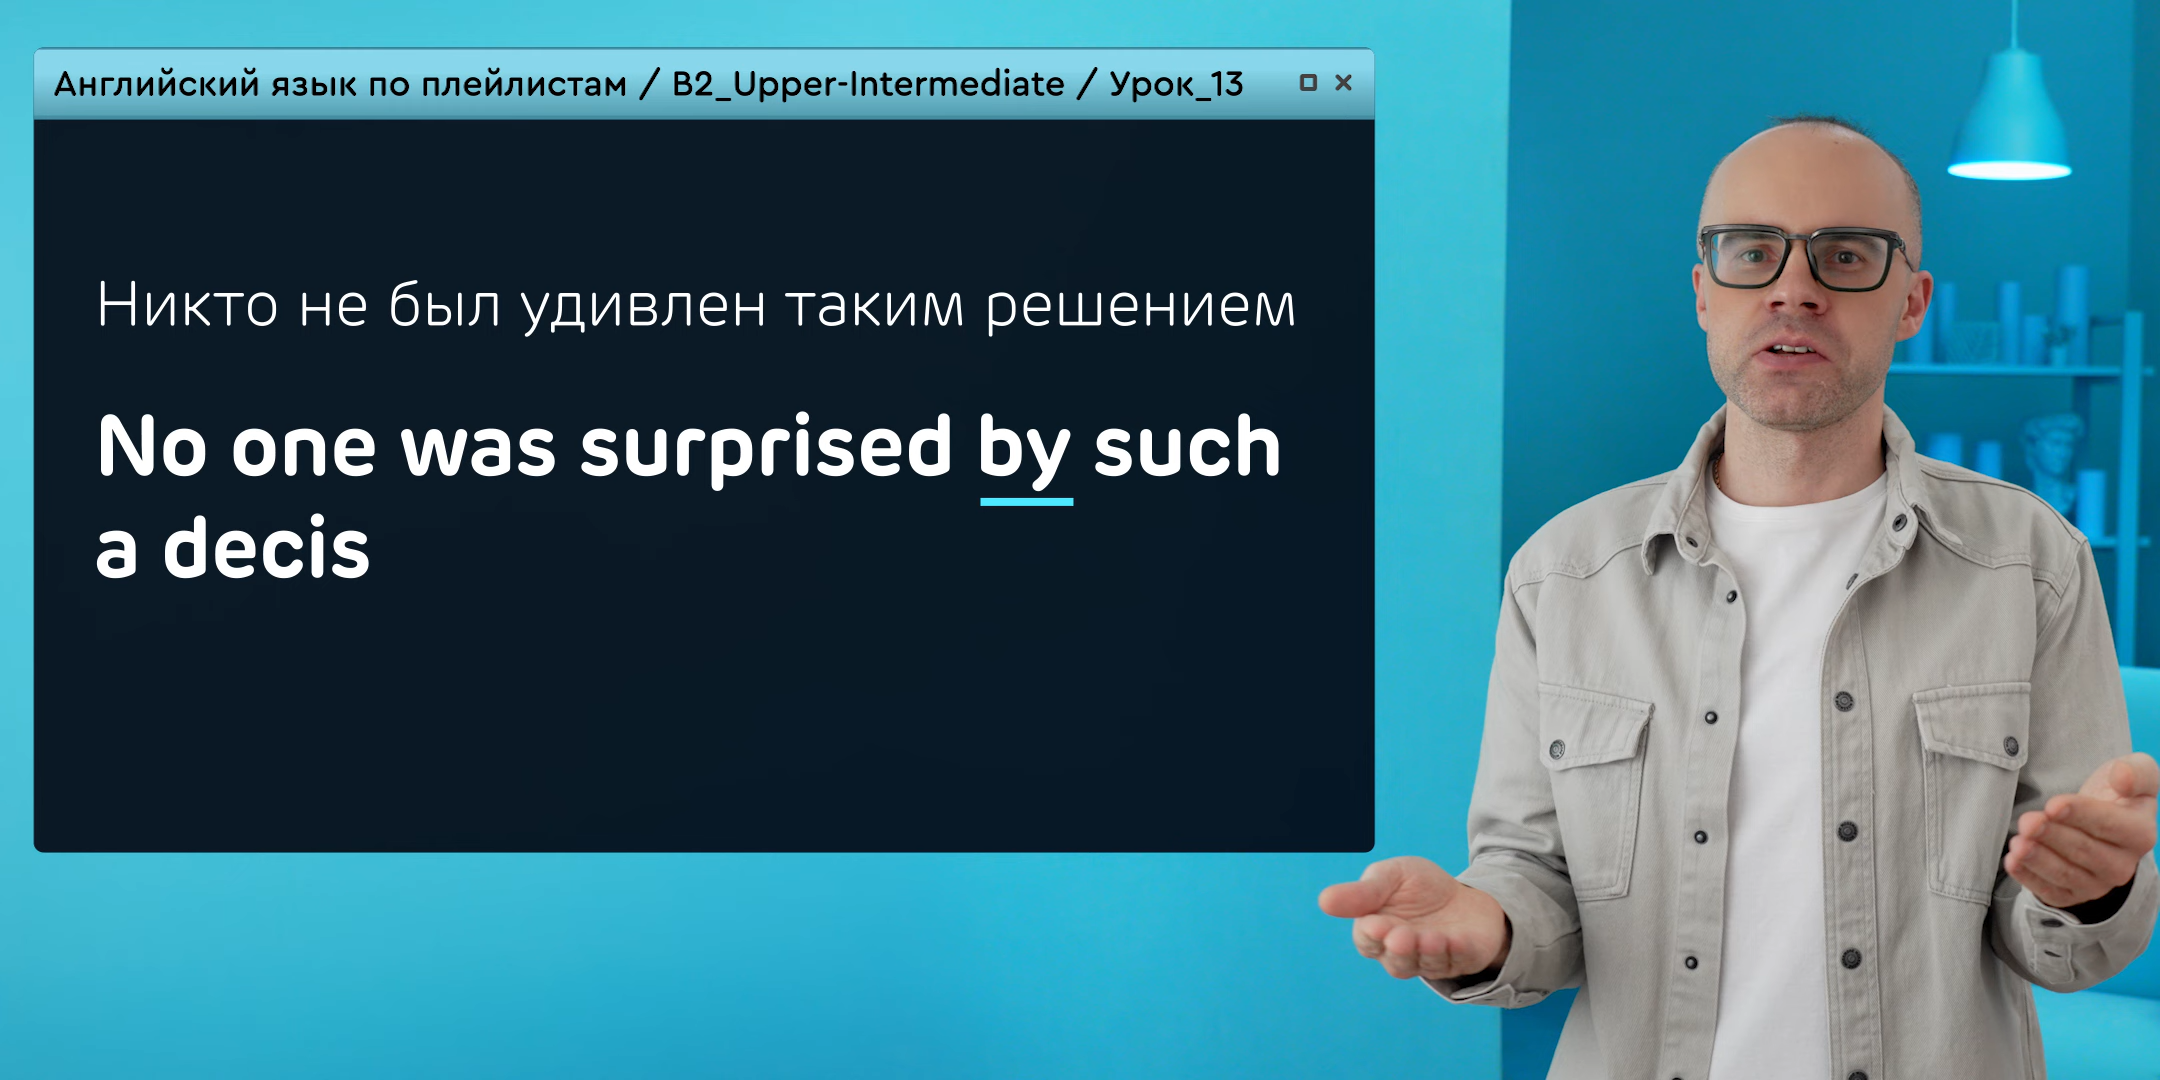 Английский язык по плейлистам / B2_Upper-Intermediate / Урок_13
Никто не был удивлен таким решением
No one was surprised by such
a decis